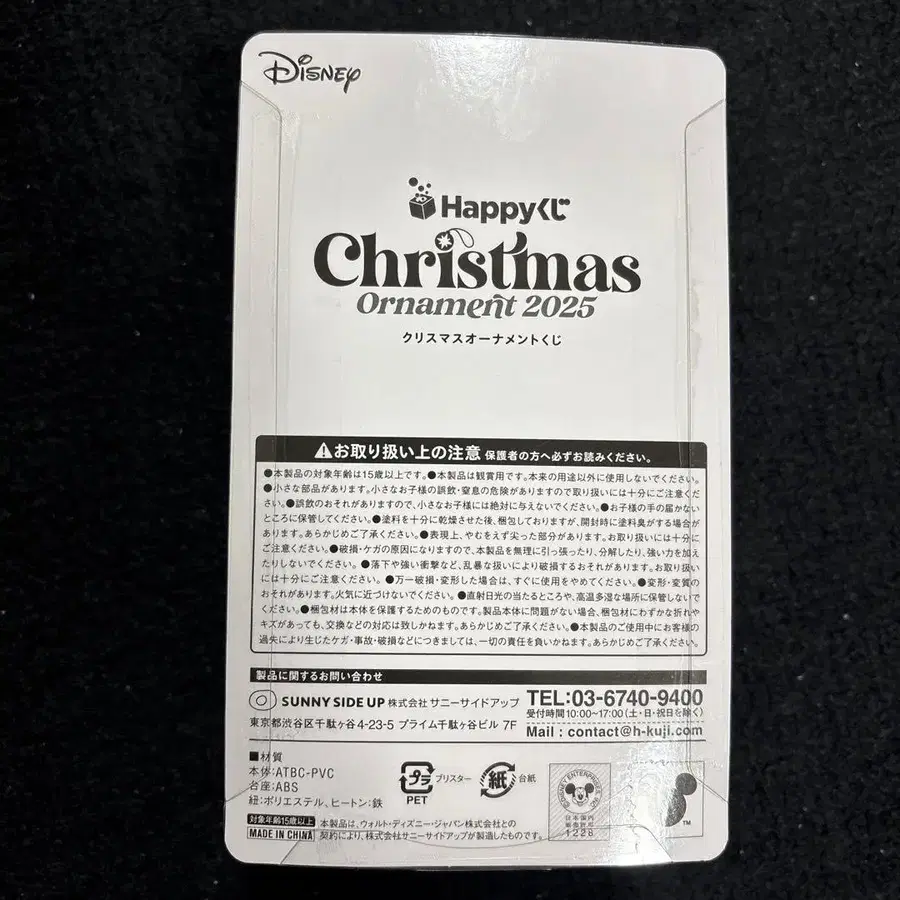 Disney
Happyくじ
Christmas
Ornament 2025
クリスマスオーナメントくじ
お取り扱い上の注意 保護者の方へ必ずお読みください。
●本製品の対象年齢は15歳以上です。●本製品は観賞用です。本来の用途以外に使用しないでください。
●小さな部品があります。小さなお子様の誤飲・窒息の危険がありますので取り扱いには十分にご注意くだ
さい。●誤飲のおそれがありますので、小さなお子様には絶対に与えないでください。●お子様の手の届かない
ところに保管してください。●塗料を十分に乾燥させた後、梱包しておりますが、開封時に塗料臭がする場合が
あります。あらかじめご了承ください。●表現上、やむをえず尖った部分があります。お取り扱いには十分に
ご注意ください。●破損・ケガの原因になりますので、本製品を無理に引っ張ったり、分解したり、強い力を加え
たりしないでください。●落下や強い衝撃など、乱暴な扱いにより破損するおそれがあります。お取り扱い
には十分にご注意ください。●万一破損・変形した場合は、すぐに使用をやめてください。●変形・変質の
おそれがあります。火気に近づけないでください。●直射日光の当たるところや、高温多湿な場所に保管しないで
ください。●梱包材は本体を保護するためのものです。製品本体に問題がない場合、梱包材にわずかな折れや
キズがあっても、交換などの対応は致しかねます。あらかじめご了承ください。●本製品のご使用中にお客様の
過失により生じたケガ・事故・破損などにつきましては、一切の責任を負いかねます。あらかじめご了承ください。
製品に関するお問い合わせ
SUNNY SIDE UP 株式会社 サニーサイドアップ
東京都渋谷区千駄ヶ谷4-23-5 プライム千駄ヶ谷ビル 7F
TEL:03-6740-9400
受付時間10:00~17:00(土・日・祝日を除く)
Mail : contact@h-kuji.com
■材質
本体:ATBC-PVC
台座:ABS
紐:ポリエステル、ヒートン:鉄
プラ
PET
ブリスター
紙
台紙
対象年齢15歳以上
MADE IN CHINA
本製品は、ウォルト・ディズニー・ジャパン株式会社との
契約により、株式会社サニーサイドアップが製造したものです。
©DISNEY ENTERPRISES, INC.
日本国内
販売許諾
1228
TM